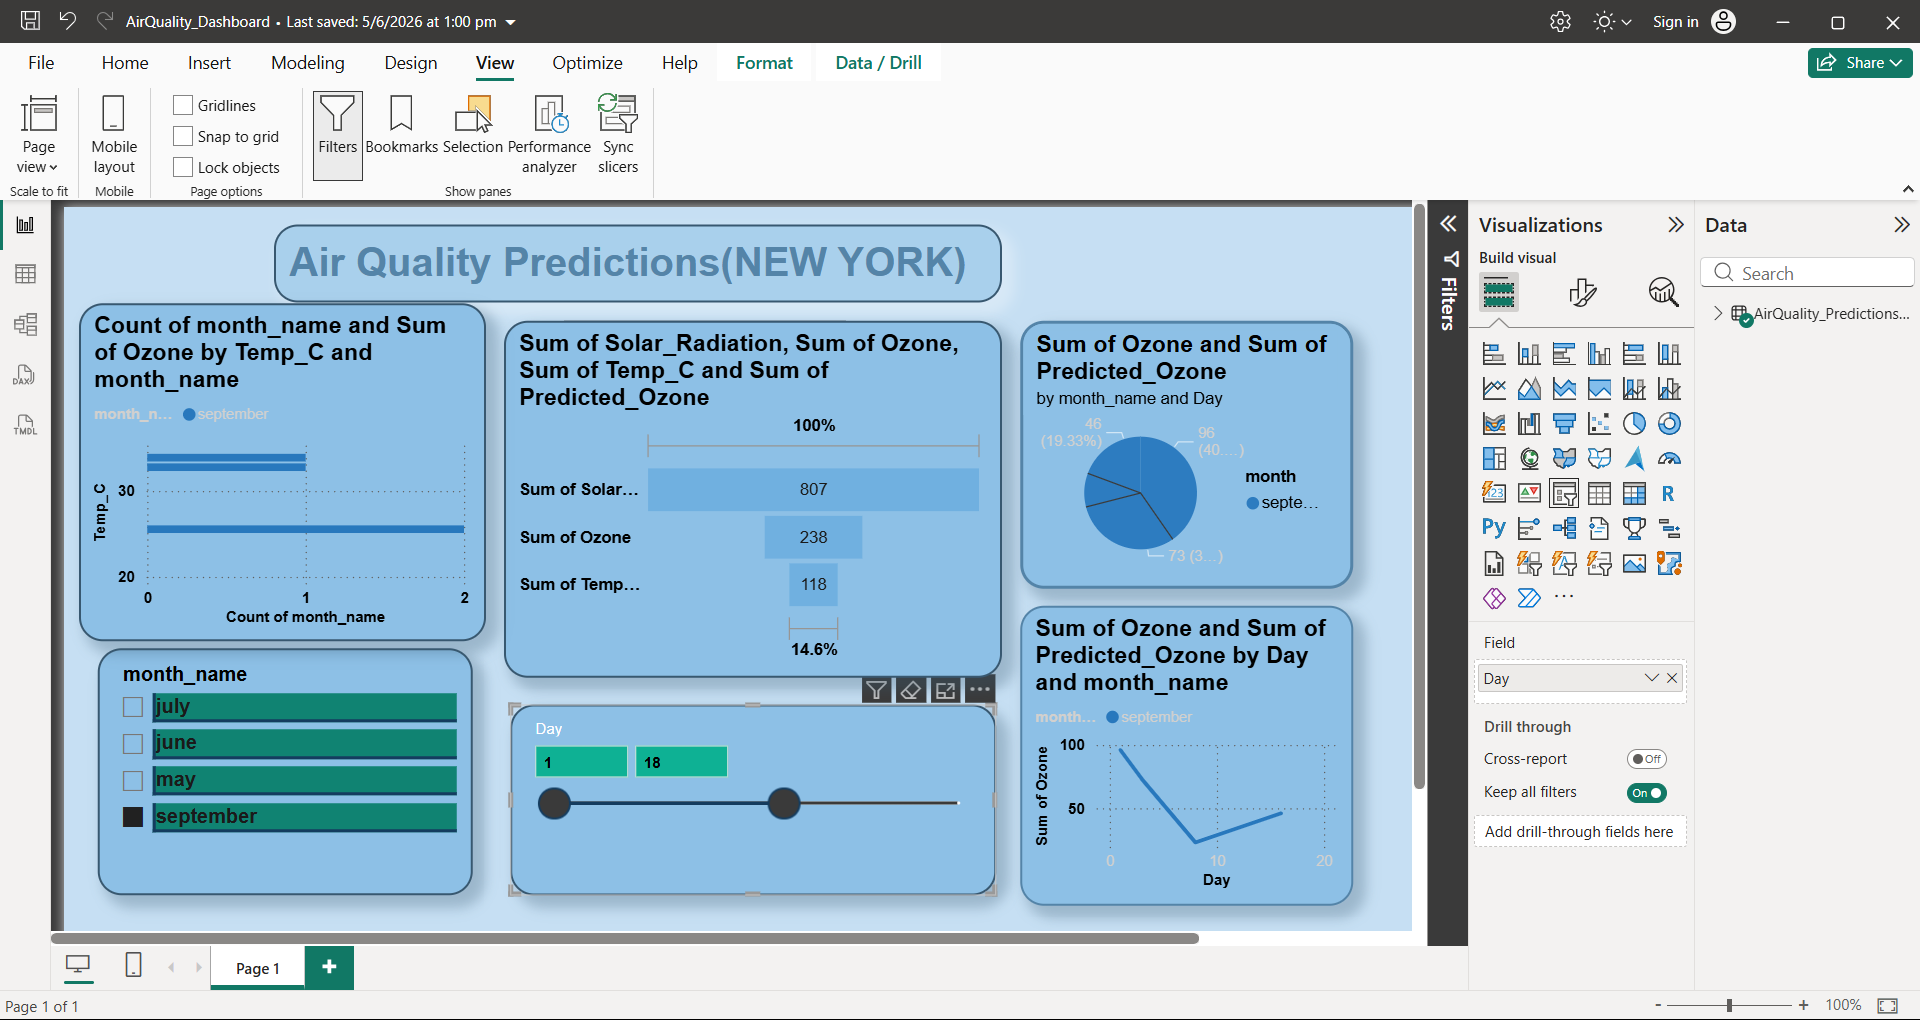 AirQuality_Dashboard • Last saved: 5/6/2026 at 1:00 pm
Sign in
File
Home
Insert
Modeling
Design
View
Optimize
Help
Format
Data / Drill
Share
Page view
Scale to fit
Mobile layout
Mobile
Gridlines
Snap to grid
Lock objects
Page options
Filters
Bookmarks
Selection
Performance analyzer
Sync slicers
Show panes
DAX
TMDL
Air Quality Predictions(NEW YORK)
Count of month_name and Sum
of Ozone by Temp_C and
month_name
month_n...
september
Temp_C
30
20
0
1
2
Count of month_name
Sum of Solar_Radiation, Sum of Ozone,
Sum of Temp_C and Sum of
Predicted_Ozone
100%
Sum of Solar...
807
Sum of Ozone
238
Sum of Temp...
118
14.6%
Sum of Ozone and Sum of
Predicted_Ozone
by month_name and Day
46
(19.33%)
96
(40....)
73 (3...)
month
septe...
month_name
july
june
may
september
Day
1
18
Sum of Ozone and Sum of
Predicted_Ozone by Day
and month_name
month...
september
Sum of Ozone
100
50
0
10
20
Day
Filters
Visualizations
Build visual
123
R
Py
Field
Day
Drill through
Cross-report
Off
Keep all filters
On
Add drill-through fields here
Data
Search
AirQuality_Predictions...
Page 1
Page 1 of 1
100%